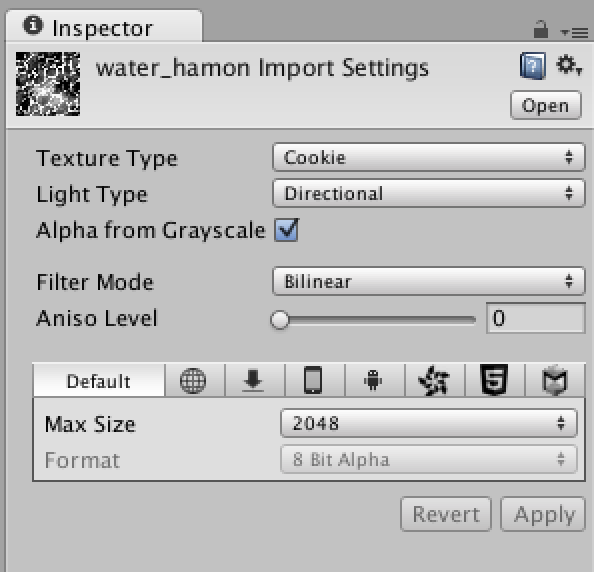 Inspector
water_hamon Import Settings
Open
Texture Type Cookie
Light Type Directional
Alpha from Grayscale
Filter Mode Bilinear
Aniso Level 0
Default
Max Size 2048
Format 8 Bit Alpha
Revert Apply